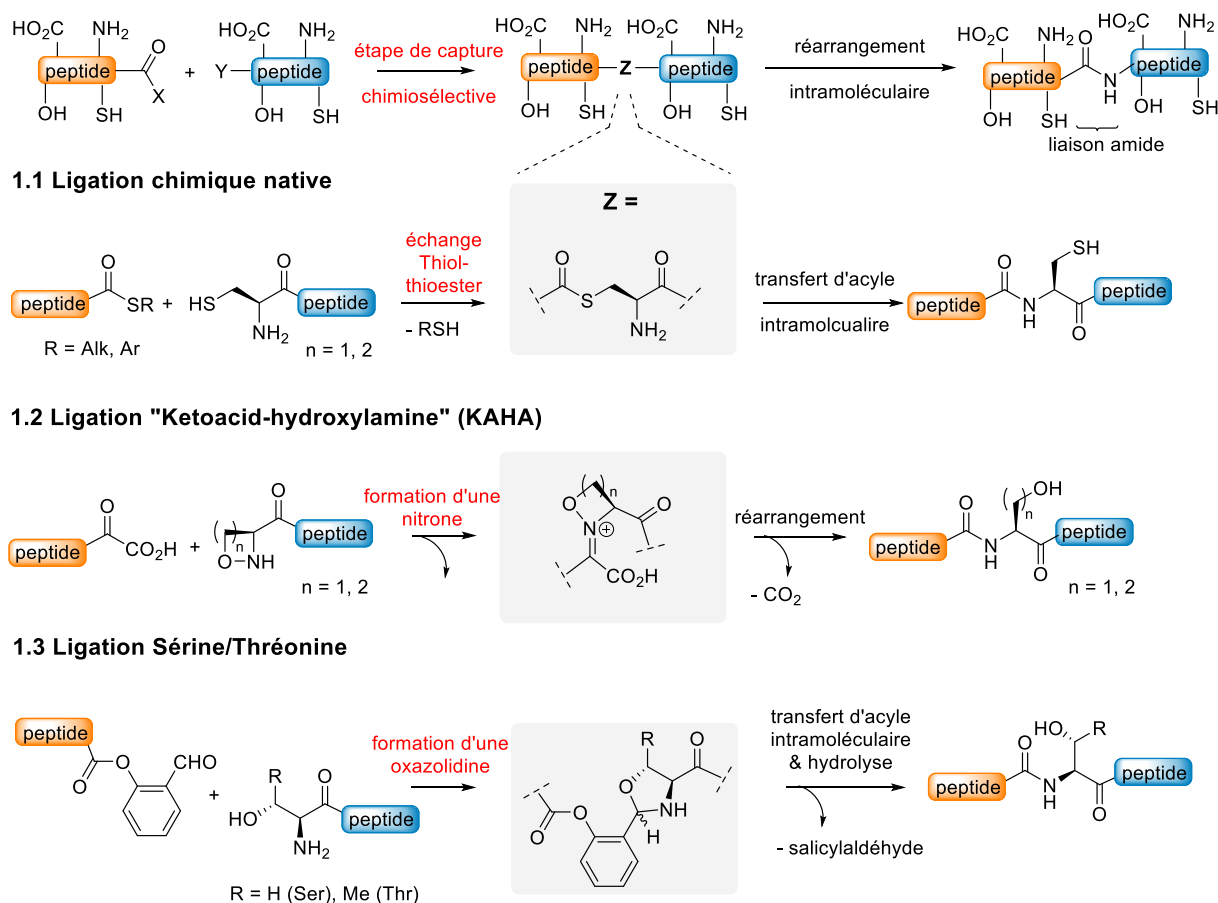 HO₂C NH₂ O
peptide X
OH SH
+
HO₂C NH₂
Y peptide
OH SH
étape de capture
chimiosélective
HO₂C NH₂ HO₂C NH₂
peptide Z peptide
OH SH OH SH
réarrangement
intramoléculaire
HO₂C NH₂ O HO₂C NH₂
peptide N H peptide
OH SH OH SH
liaison amide
1.1 Ligation chimique native
Z =
peptide O SR + HS O NH₂ peptide
R = Alk, Ar n = 1, 2
échange
Thiol-
thioester
- RSH
O S O NH₂
transfert d'acyle
intramolcualire
peptide O N H SH O peptide
1.2 Ligation "Ketoacid-hydroxylamine" (KAHA)
peptide O CO₂H + ( )n O NH O peptide
n = 1, 2
formation d'une
nitrone
O ( )n N ⊕ O CO₂H
réarrangement
- CO₂
peptide O N H ( )n OH O peptide
n = 1, 2
1.3 Ligation Sérine/Thréonine
peptide
O O CHO
+
R O
HO NH₂ peptide
R = H (Ser), Me (Thr)
formation d'une
oxazolidine
R O
O NH
O O H
transfert d'acyle
intramoléculaire
& hydrolyse
- salicylaldéhyde
HO R
peptide O N H O peptide